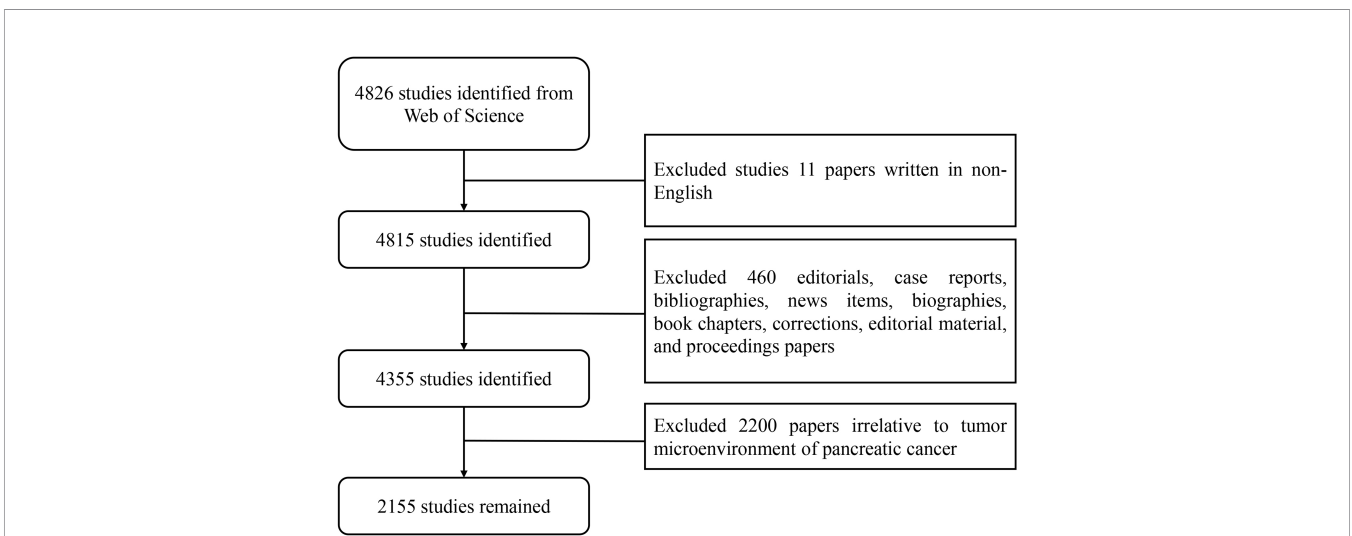 4826 studies identified from
Web of Science
Excluded studies 11 papers written in non-
English
4815 studies identified
Excluded 460 editorials, case reports,
bibliographies, news items, biographies,
book chapters, corrections, editorial material,
and proceedings papers
4355 studies identified
Excluded 2200 papers irrelative to tumor
microenvironment of pancreatic cancer
2155 studies remained